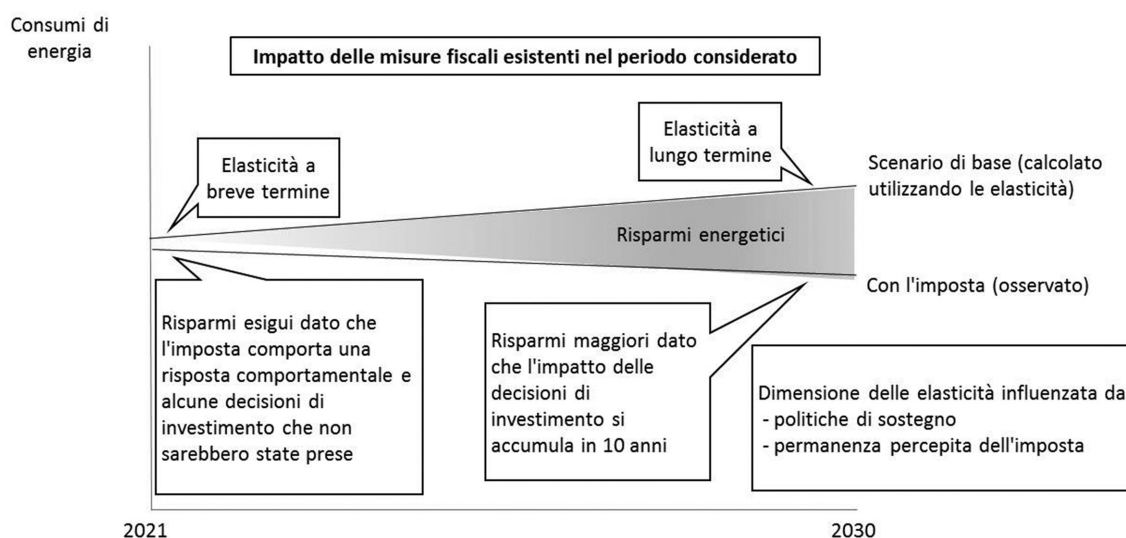 Consumi di
energia
Impatto delle misure fiscali esistenti nel periodo considerato
Elasticità a
breve termine
Elasticità a
lungo termine
Scenario di base (calcolato
utilizzando le elasticità)
Risparmi energetici
Con l'imposta (osservato)
Risparmi esigui dato che
l'imposta comporta una
risposta comportamentale e
alcune decisioni di
investimento che non
sarebbero state prese
Risparmi maggiori dato
che l'impatto delle
decisioni di
investimento si
accumula in 10 anni
Dimensione delle elasticità influenzata da
- politiche di sostegno
- permanenza percepita dell'imposta
2021
2030